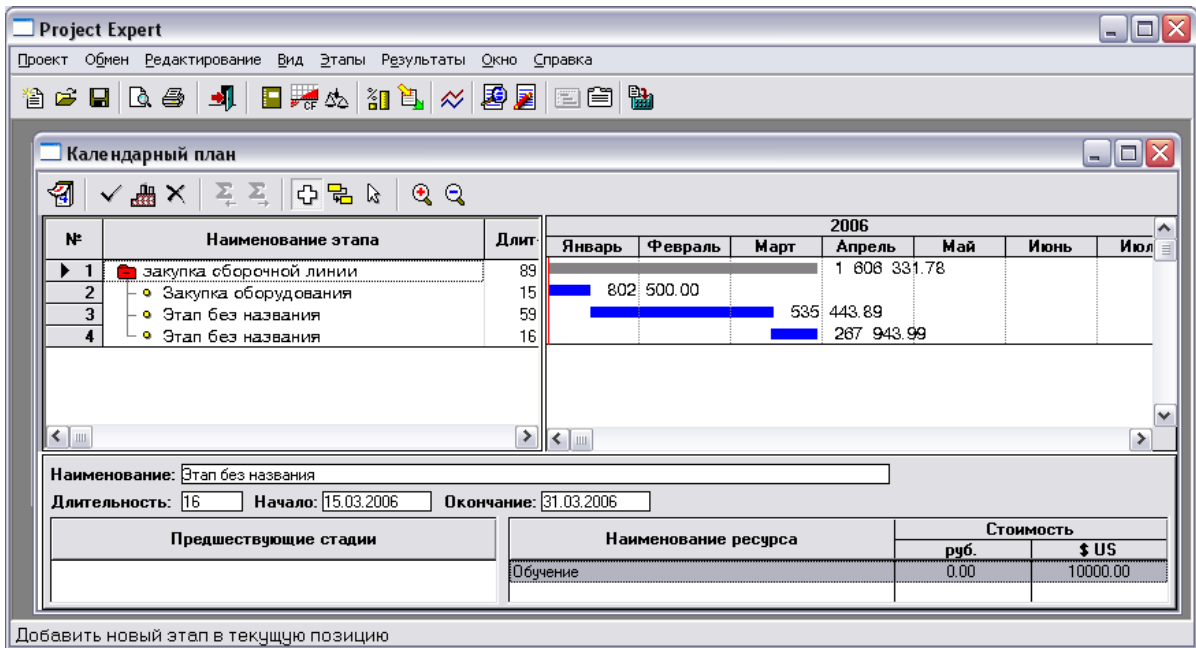 Project Expert
Проект Обмен Редактирование Вид Этапы Результаты Окно Справка
CF
Календарный план
№ Наименование этапа Длит- 2006
Январь Февраль Март Апрель Май Июнь Июл
1 закупка сборочной линии 89 1 606 331.78
2 Закупка оборудования 15 802 500.00
3 Этап без названия 59 535 443.89
4 Этап без названия 16 267 943.99
Наименование: Этап без названия
Длительность: 16 Начало: 15.03.2006 Окончание: 31.03.2006
Предшествующие стадии Наименование ресурса Стоимость
руб. $ US
Обучение 0.00 10000.00
Добавить новый этап в текущую позицию